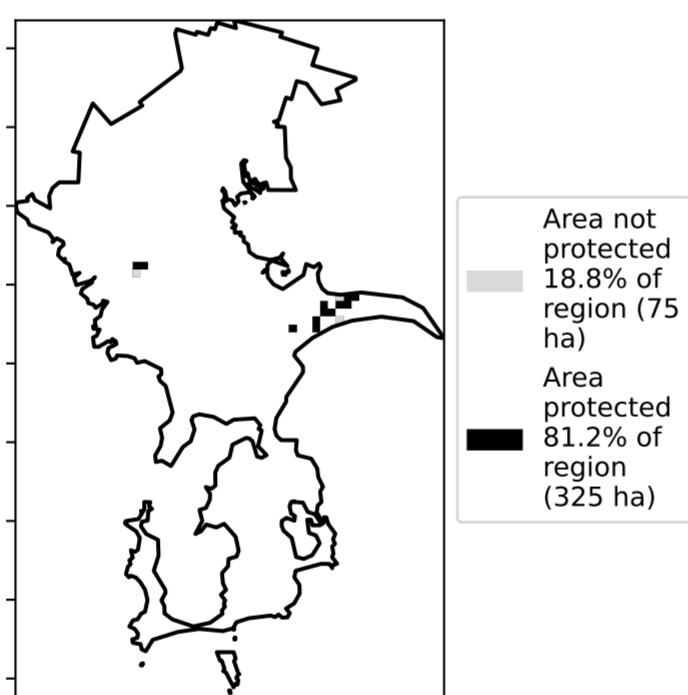 Area not
protected
18.8% of
region (75
ha)
Area
protected
81.2% of
region
(325 ha)